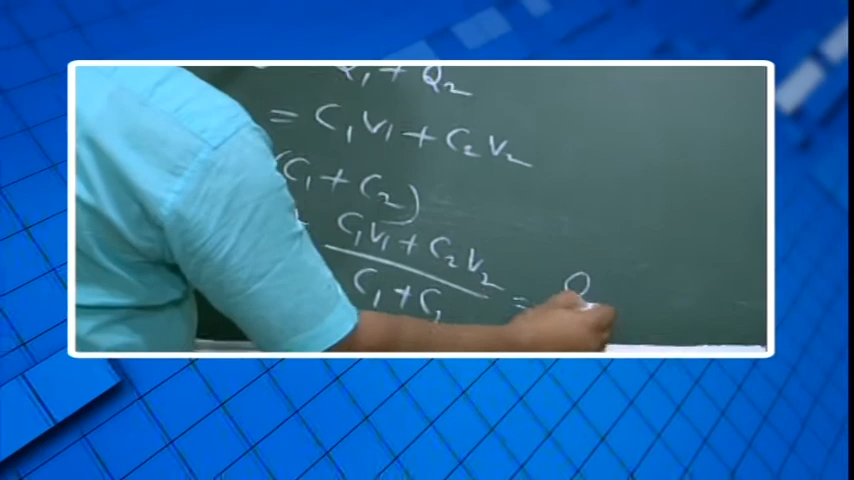 Q₁ + Q₂
= C₁V₁ + C₂V₂
(C₁ + C₂)
C₁V₁ + C₂V₂ / C₁ + C₂ = Q